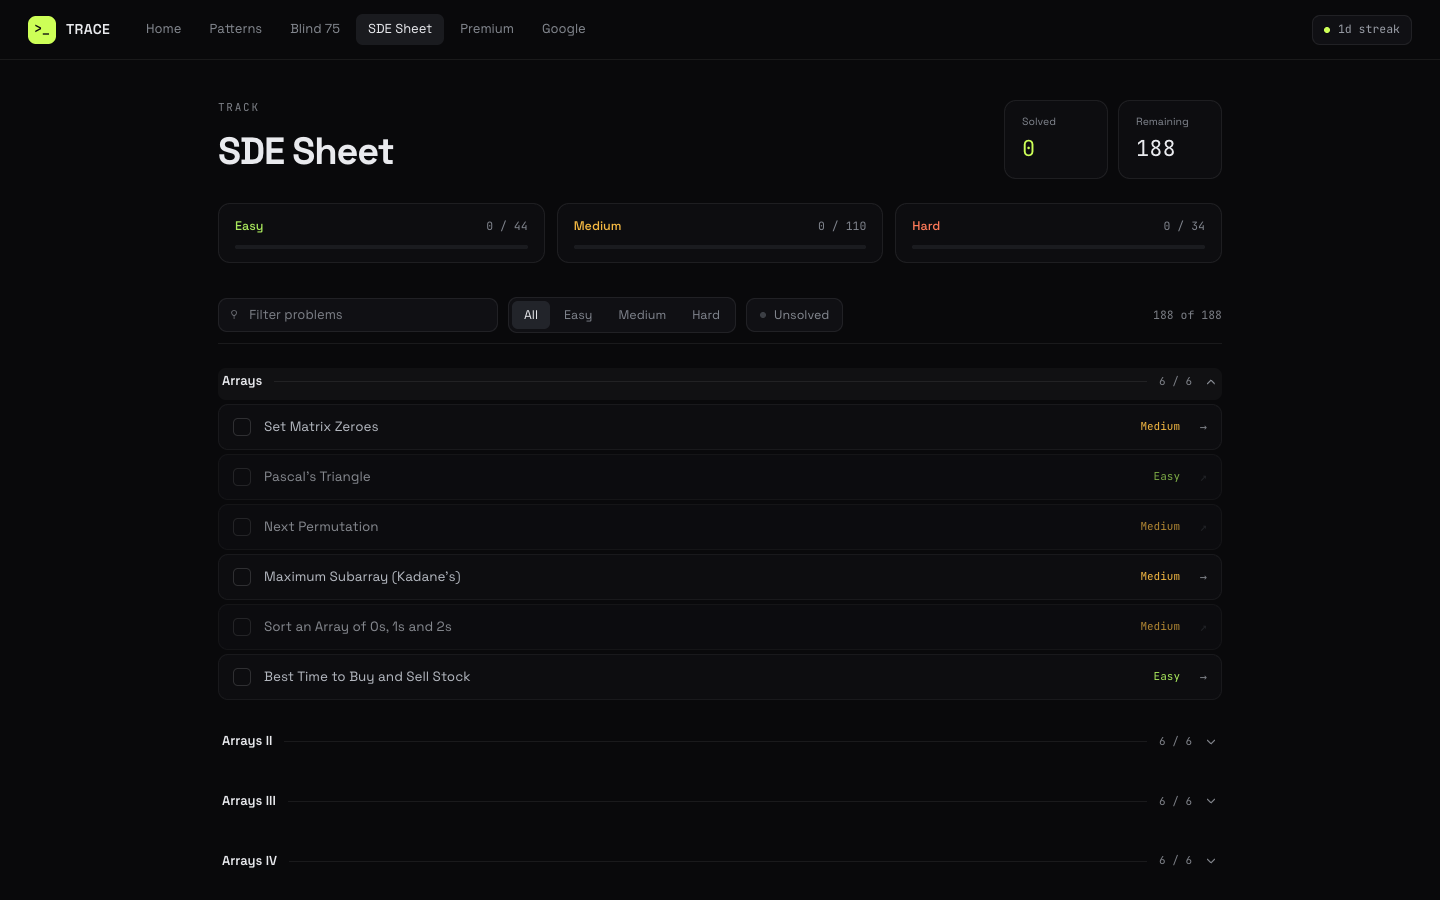 >_ TRACE Home Patterns Blind 75 SDE Sheet Premium Google 1d streak
TRACK
SDE Sheet
Solved Remaining
0 188
Easy 0 / 44 Medium 0 / 110 Hard 0 / 34
Filter problems All Easy Medium Hard Unsolved 188 of 188
Arrays 6 / 6
Set Matrix Zeroes Medium →
Pascal's Triangle Easy ↗
Next Permutation Medium ↗
Maximum Subarray (Kadane's) Medium →
Sort an Array of 0s, 1s and 2s Medium ↗
Best Time to Buy and Sell Stock Easy →
Arrays II 6 / 6
Arrays III 6 / 6
Arrays IV 6 / 6